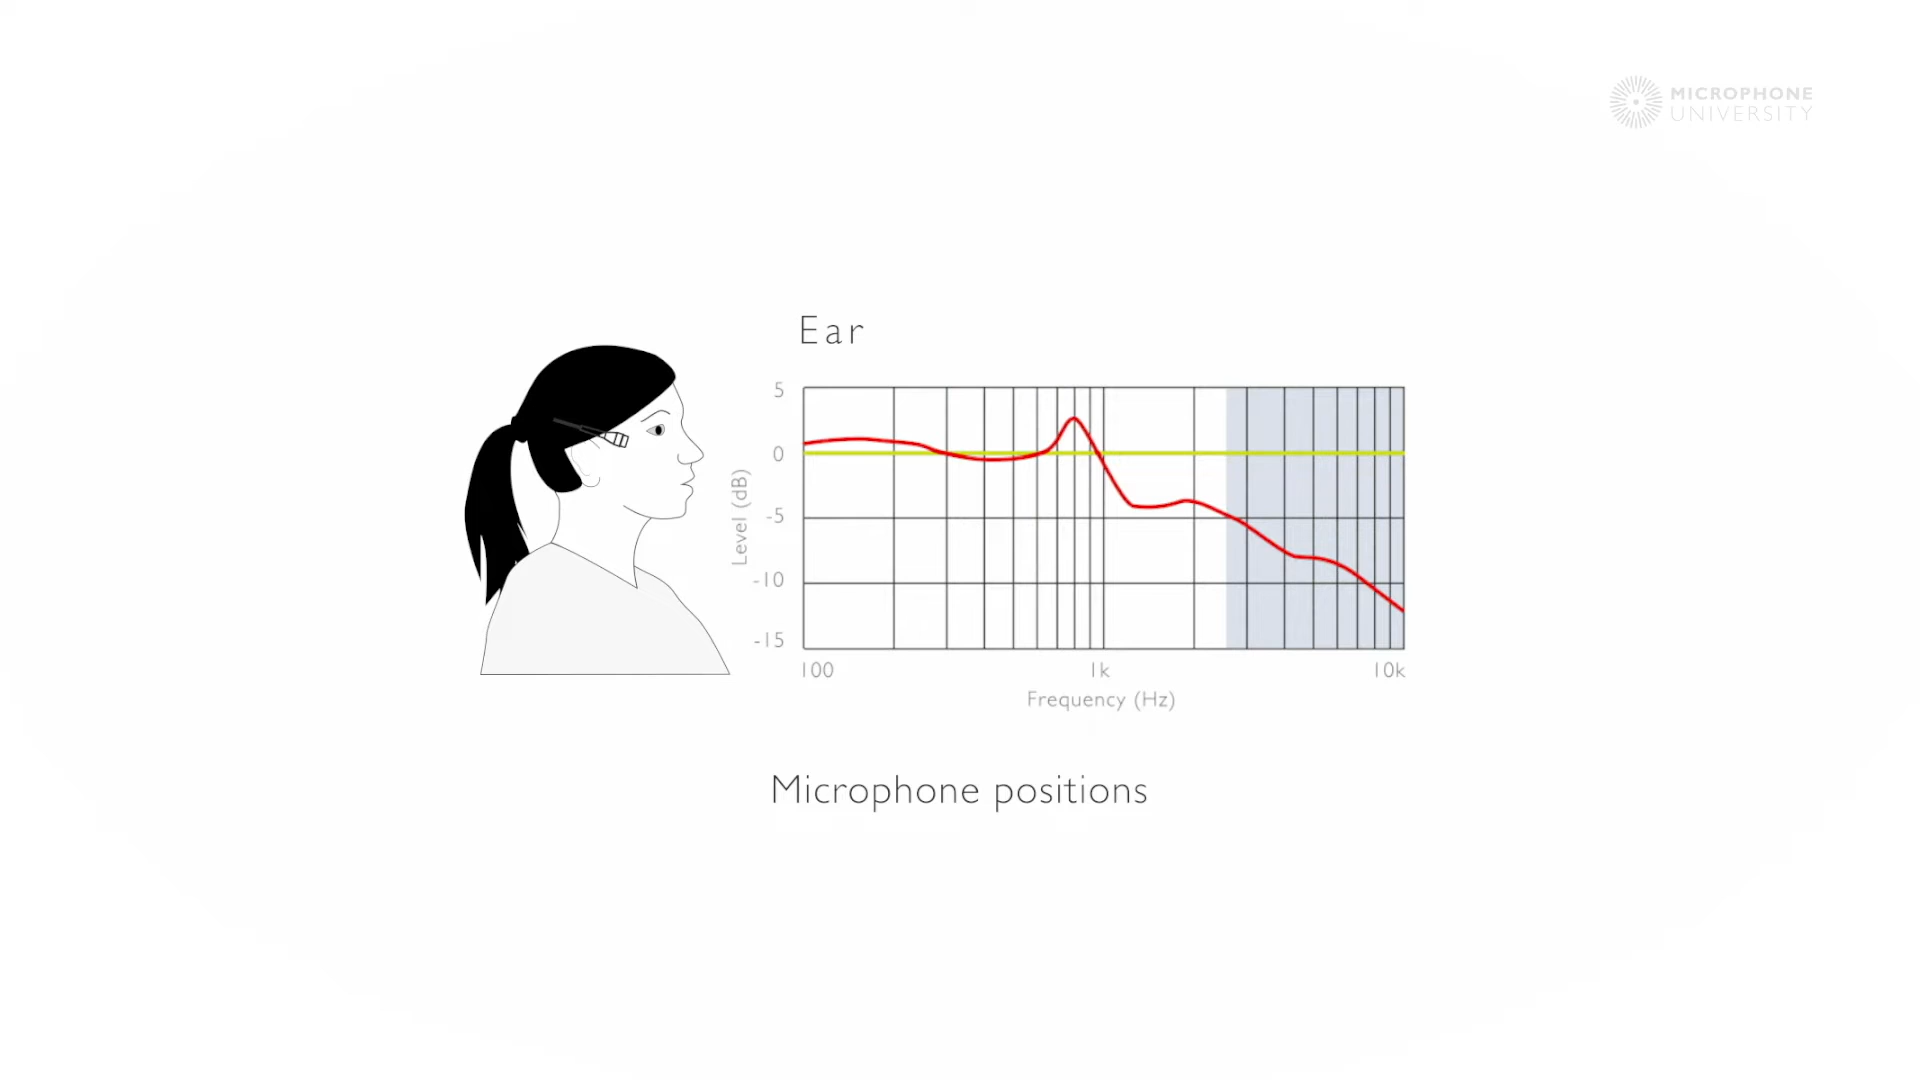 MICROPHONE
UNIVERSITY
Ear
5
0
-5
-10
-15
Level (dB)
100
1k
10k
Frequency (Hz)
Microphone positions